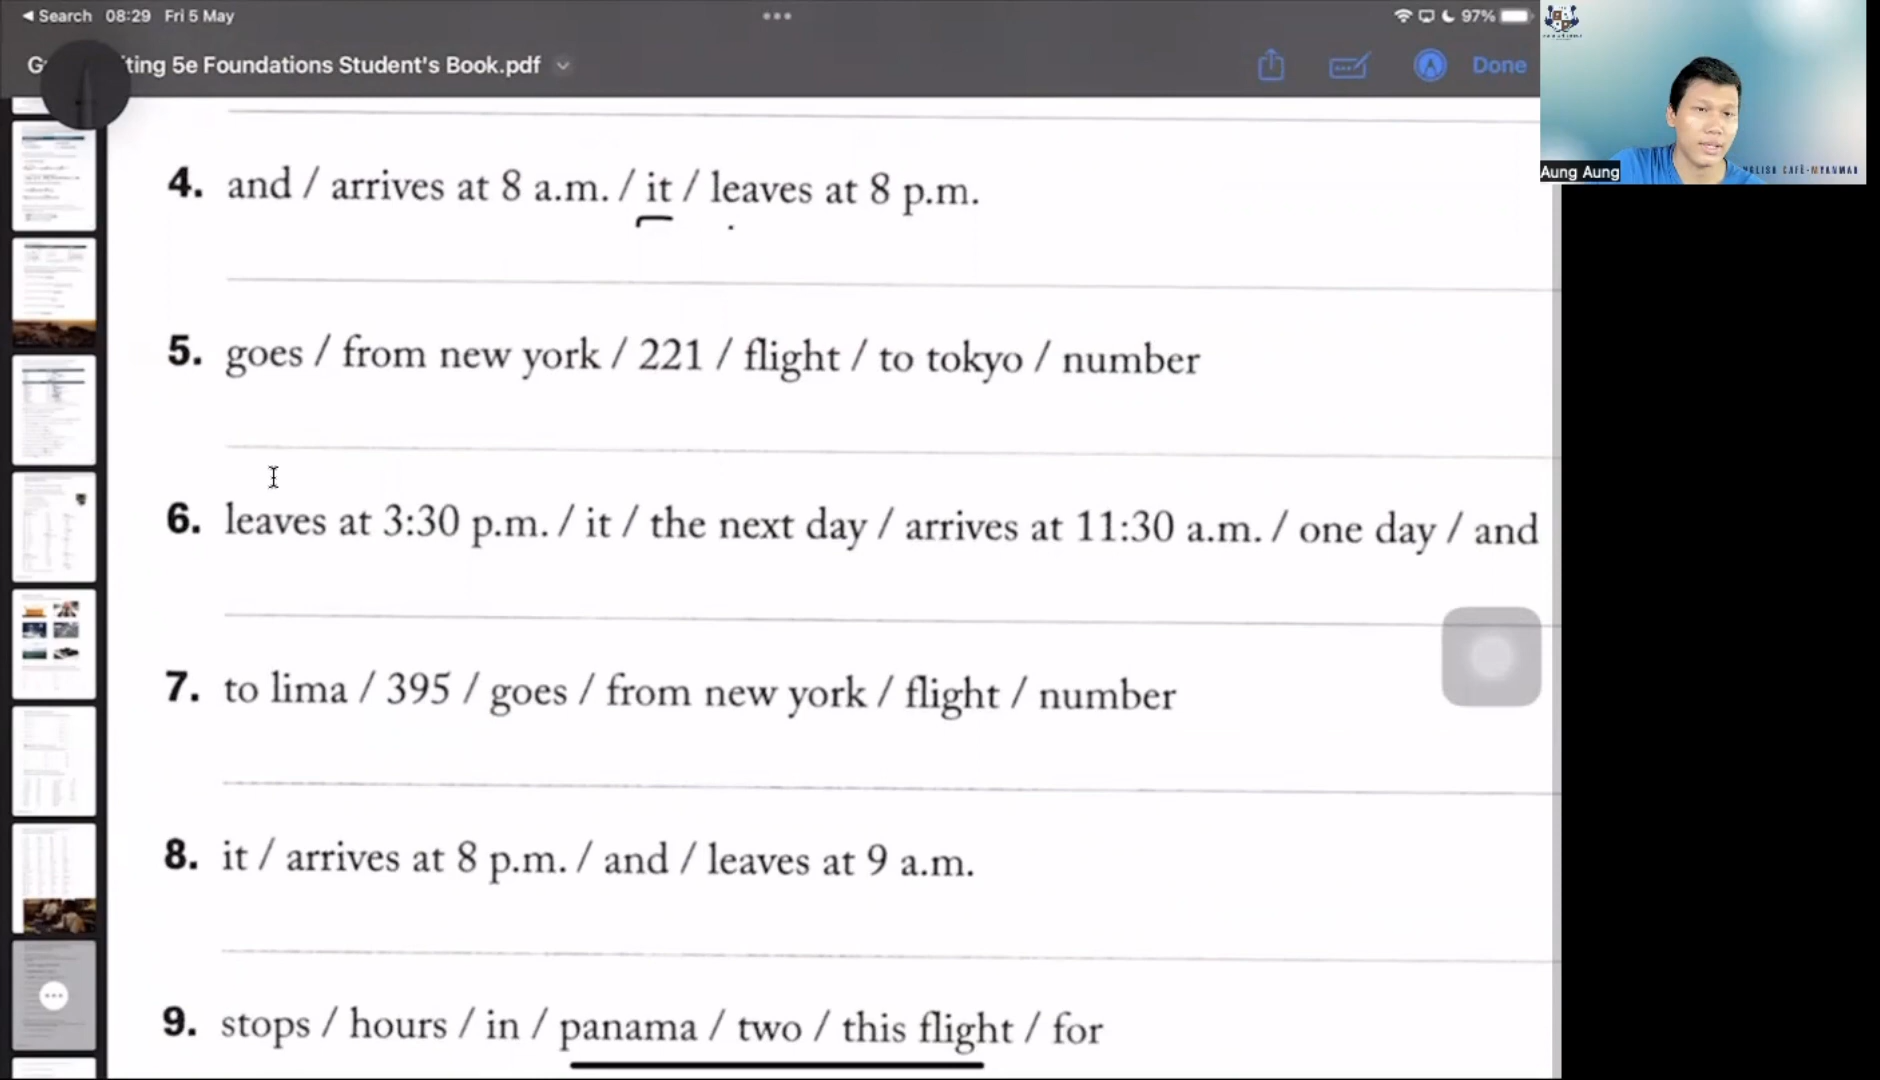 ◀ Search 08:29 Fri 5 May
97%
ting 5e Foundations Student's Book.pdf
Done
Aung Aung
4. and / arrives at 8 a.m. / it / leaves at 8 p.m.
5. goes / from new york / 221 / flight / to tokyo / number
6. leaves at 3:30 p.m. / it / the next day / arrives at 11:30 a.m. / one day / and
7. to lima / 395 / goes / from new york / flight / number
8. it / arrives at 8 p.m. / and / leaves at 9 a.m.
9. stops / hours / in / panama / two / this flight / for